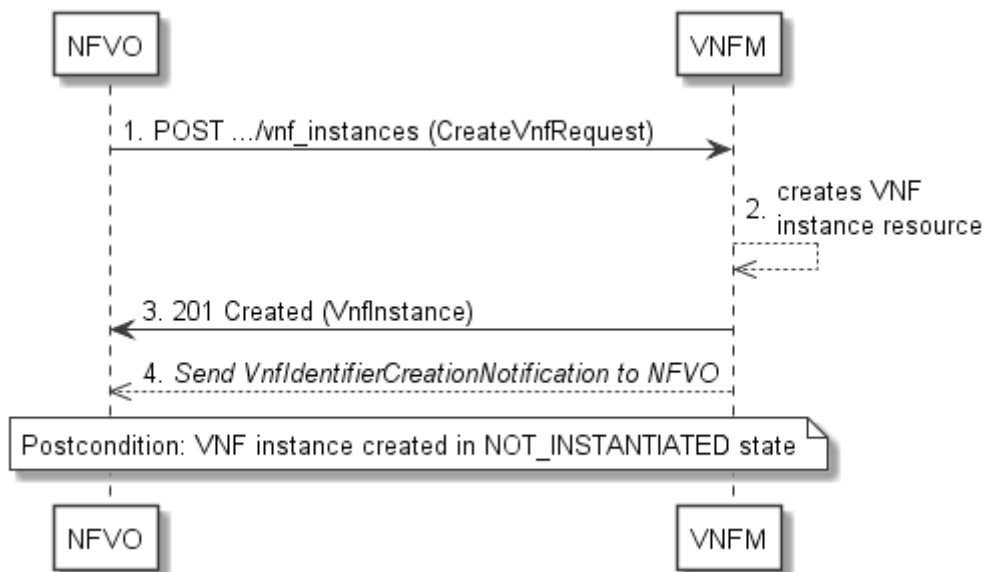 NFVO
VNFM
1. POST .../vnf_instances (CreateVnfRequest)
2. creates VNF
instance resource
3. 201 Created (VnfInstance)
4. Send VnfIdentifierCreationNotification to NFVO
Postcondition: VNF instance created in NOT_INSTANTIATED state
NFVO
VNFM